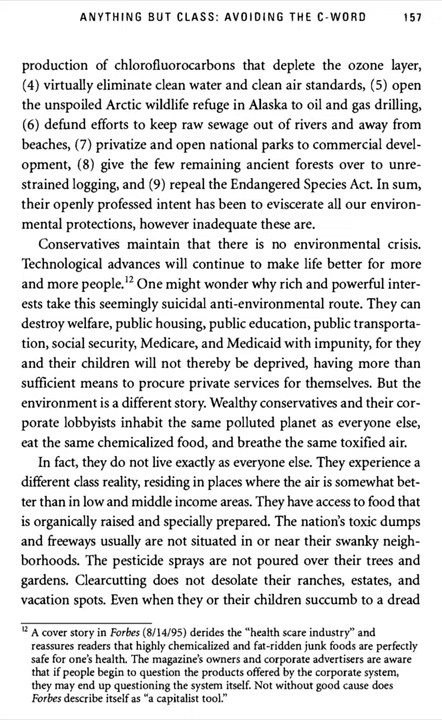 ANYTHING BUT CLASS: AVOIDING THE C-WORD 157
production of chlorofluorocarbons that deplete the ozone layer,
(4) virtually eliminate clean water and clean air standards, (5) open
the unspoiled Arctic wildlife refuge in Alaska to oil and gas drilling,
(6) defund efforts to keep raw sewage out of rivers and away from
beaches, (7) privatize and open national parks to commercial devel-
opment, (8) give the few remaining ancient forests over to unre-
strained logging, and (9) repeal the Endangered Species Act. In sum,
their openly professed intent has been to eviscerate all our environ-
mental protections, however inadequate these are.
Conservatives maintain that there is no environmental crisis.
Technological advances will continue to make life better for more
and more people.¹² One might wonder why rich and powerful inter-
ests take this seemingly suicidal anti-environmental route. They can
destroy welfare, public housing, public education, public transporta-
tion, social security, Medicare, and Medicaid with impunity, for they
and their children will not thereby be deprived, having more than
sufficient means to procure private services for themselves. But the
environment is a different story. Wealthy conservatives and their cor-
porate lobbyists inhabit the same polluted planet as everyone else,
eat the same chemicalized food, and breathe the same toxified air.
In fact, they do not live exactly as everyone else. They experience a
different class reality, residing in places where the air is somewhat bet-
ter than in low and middle income areas. They have access to food that
is organically raised and specially prepared. The nation's toxic dumps
and freeways usually are not situated in or near their swanky neigh-
borhoods. The pesticide sprays are not poured over their trees and
gardens. Clearcutting does not desolate their ranches, estates, and
vacation spots. Even when they or their children succumb to a dread
¹² A cover story in Forbes (8/14/95) derides the "health scare industry" and
reassures readers that highly chemicalized and fat-ridden junk foods are perfectly
safe for one's health. The magazine's owners and corporate advertisers are aware
that if people begin to question the products offered by the corporate system,
they may end up questioning the system itself. Not without good cause does
Forbes describe itself as "a capitalist tool."